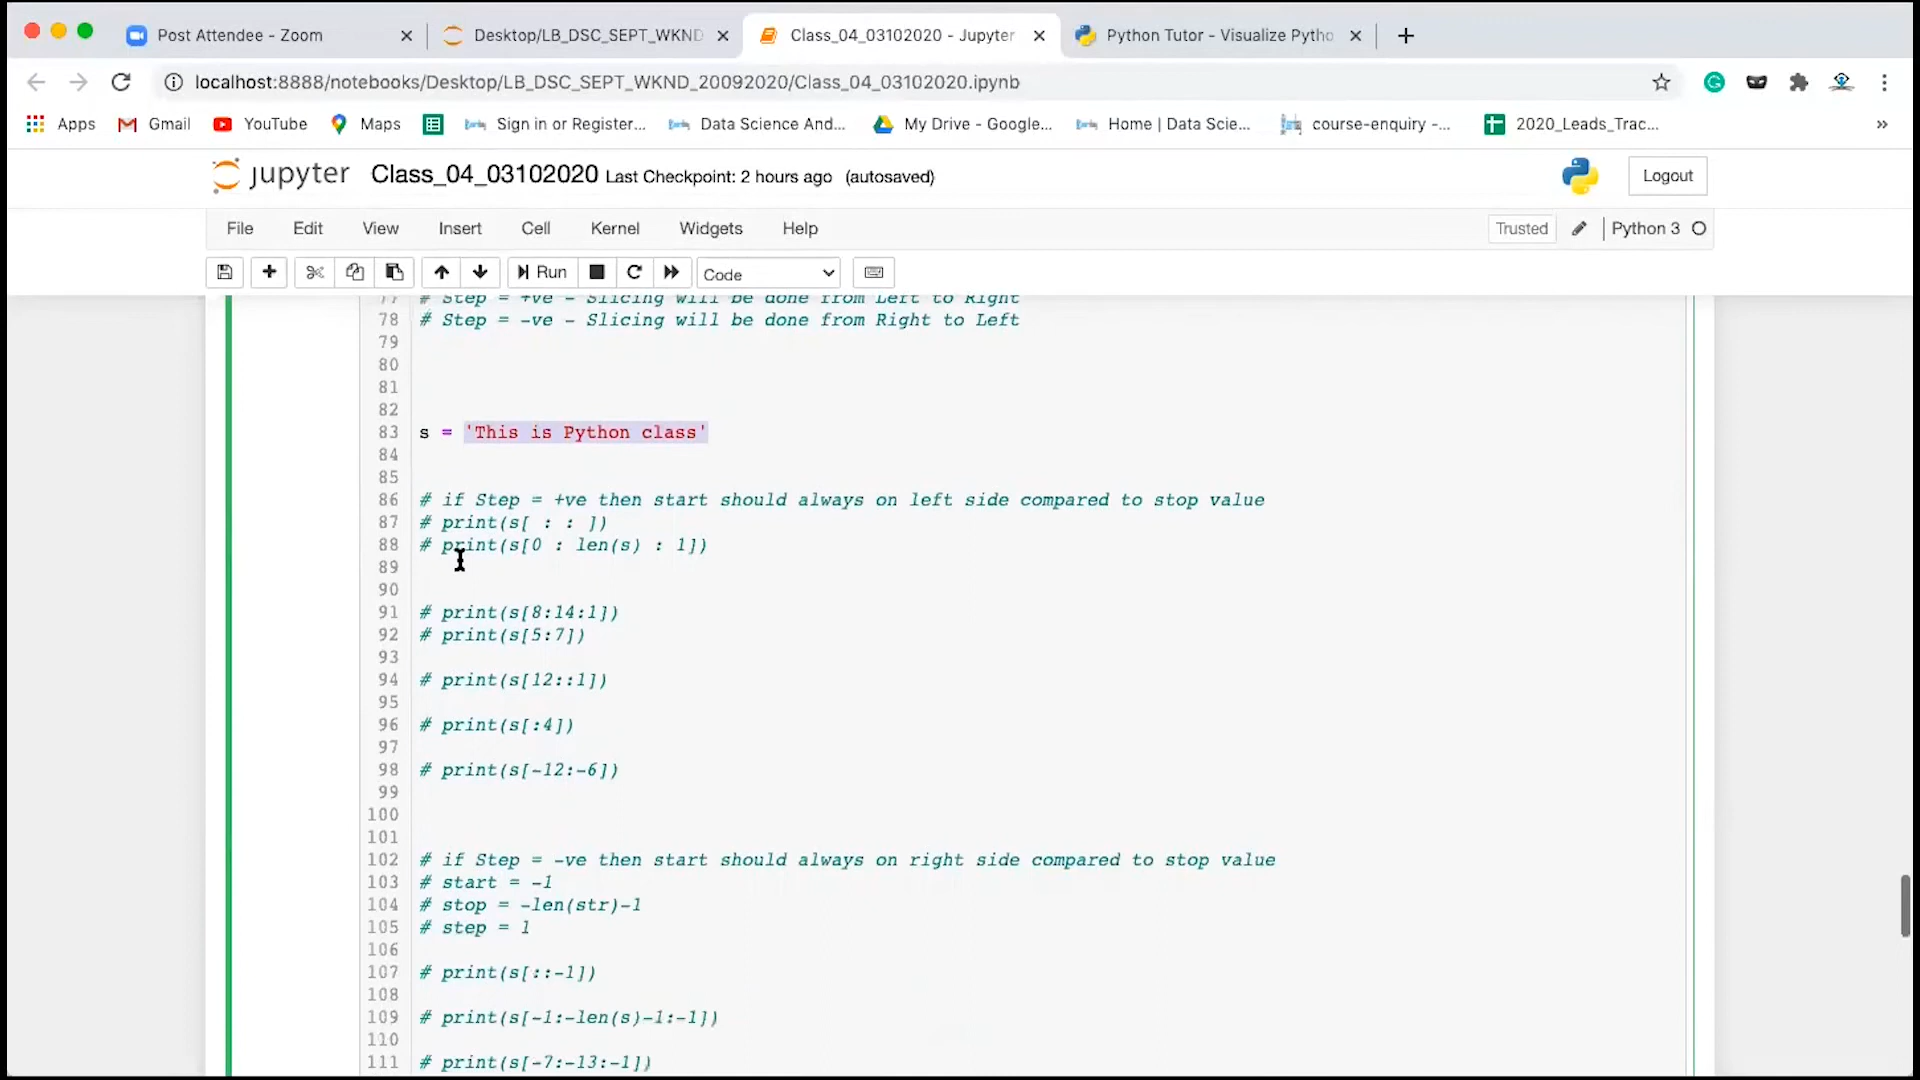 Post Attendee - Zoom
Desktop/LB_DSC_SEPT_WKND
Class_04_03102020 - Jupyter
Python Tutor - Visualize Pytho
localhost:8888/notebooks/Desktop/LB_DSC_SEPT_WKND_20092020/Class_04_03102020.ipynb
Apps
Gmail
YouTube
Maps
Sign in or Register...
Data Science And...
My Drive - Google...
Home | Data Scie...
course-enquiry -...
2020_Leads_Trac...
»
jupyter Class_04_03102020 Last Checkpoint: 2 hours ago (autosaved)
Logout
File Edit View Insert Cell Kernel Widgets Help
Trusted
Python 3
Run
Code
77 # Step = +ve - Slicing will be done from Left to Right
78 # Step = -ve - Slicing will be done from Right to Left
79
80
81
82
83 s = 'This is Python class'
84
85
86 # if Step = +ve then start should always on left side compared to stop value
87 # print(s[ : : ])
88 # print(s[0 : len(s) : 1])
89
90
91 # print(s[8:14:1])
92 # print(s[5:7])
93
94 # print(s[12::1])
95
96 # print(s[:4])
97
98 # print(s[-12:-6])
99
100
101
102 # if Step = -ve then start should always on right side compared to stop value
103 # start = -1
104 # stop = -len(str)-1
105 # step = 1
106
107 # print(s[::-1])
108
109 # print(s[-1:-len(s)-1:-1])
110
111 # print(s[-7:-13:-1])